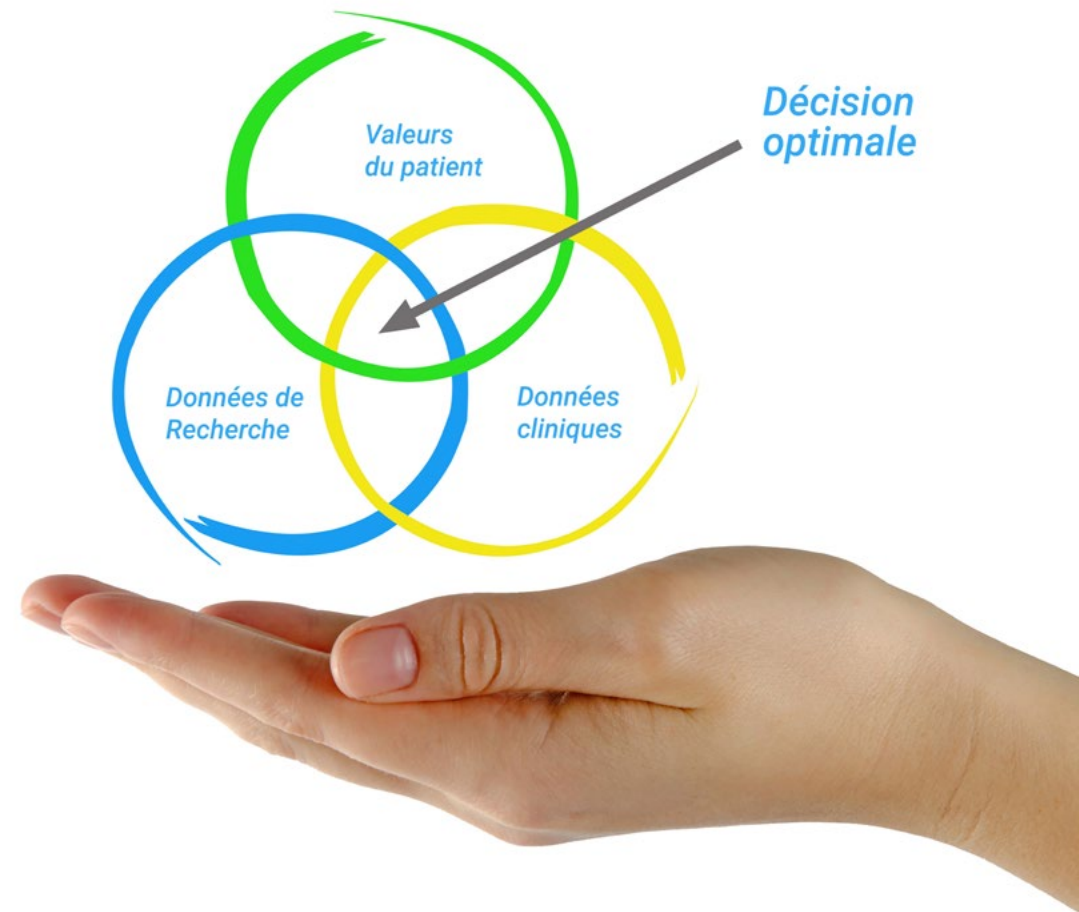 Valeurs
du patient
Décision
optimale
Données de
Recherche
Données
cliniques